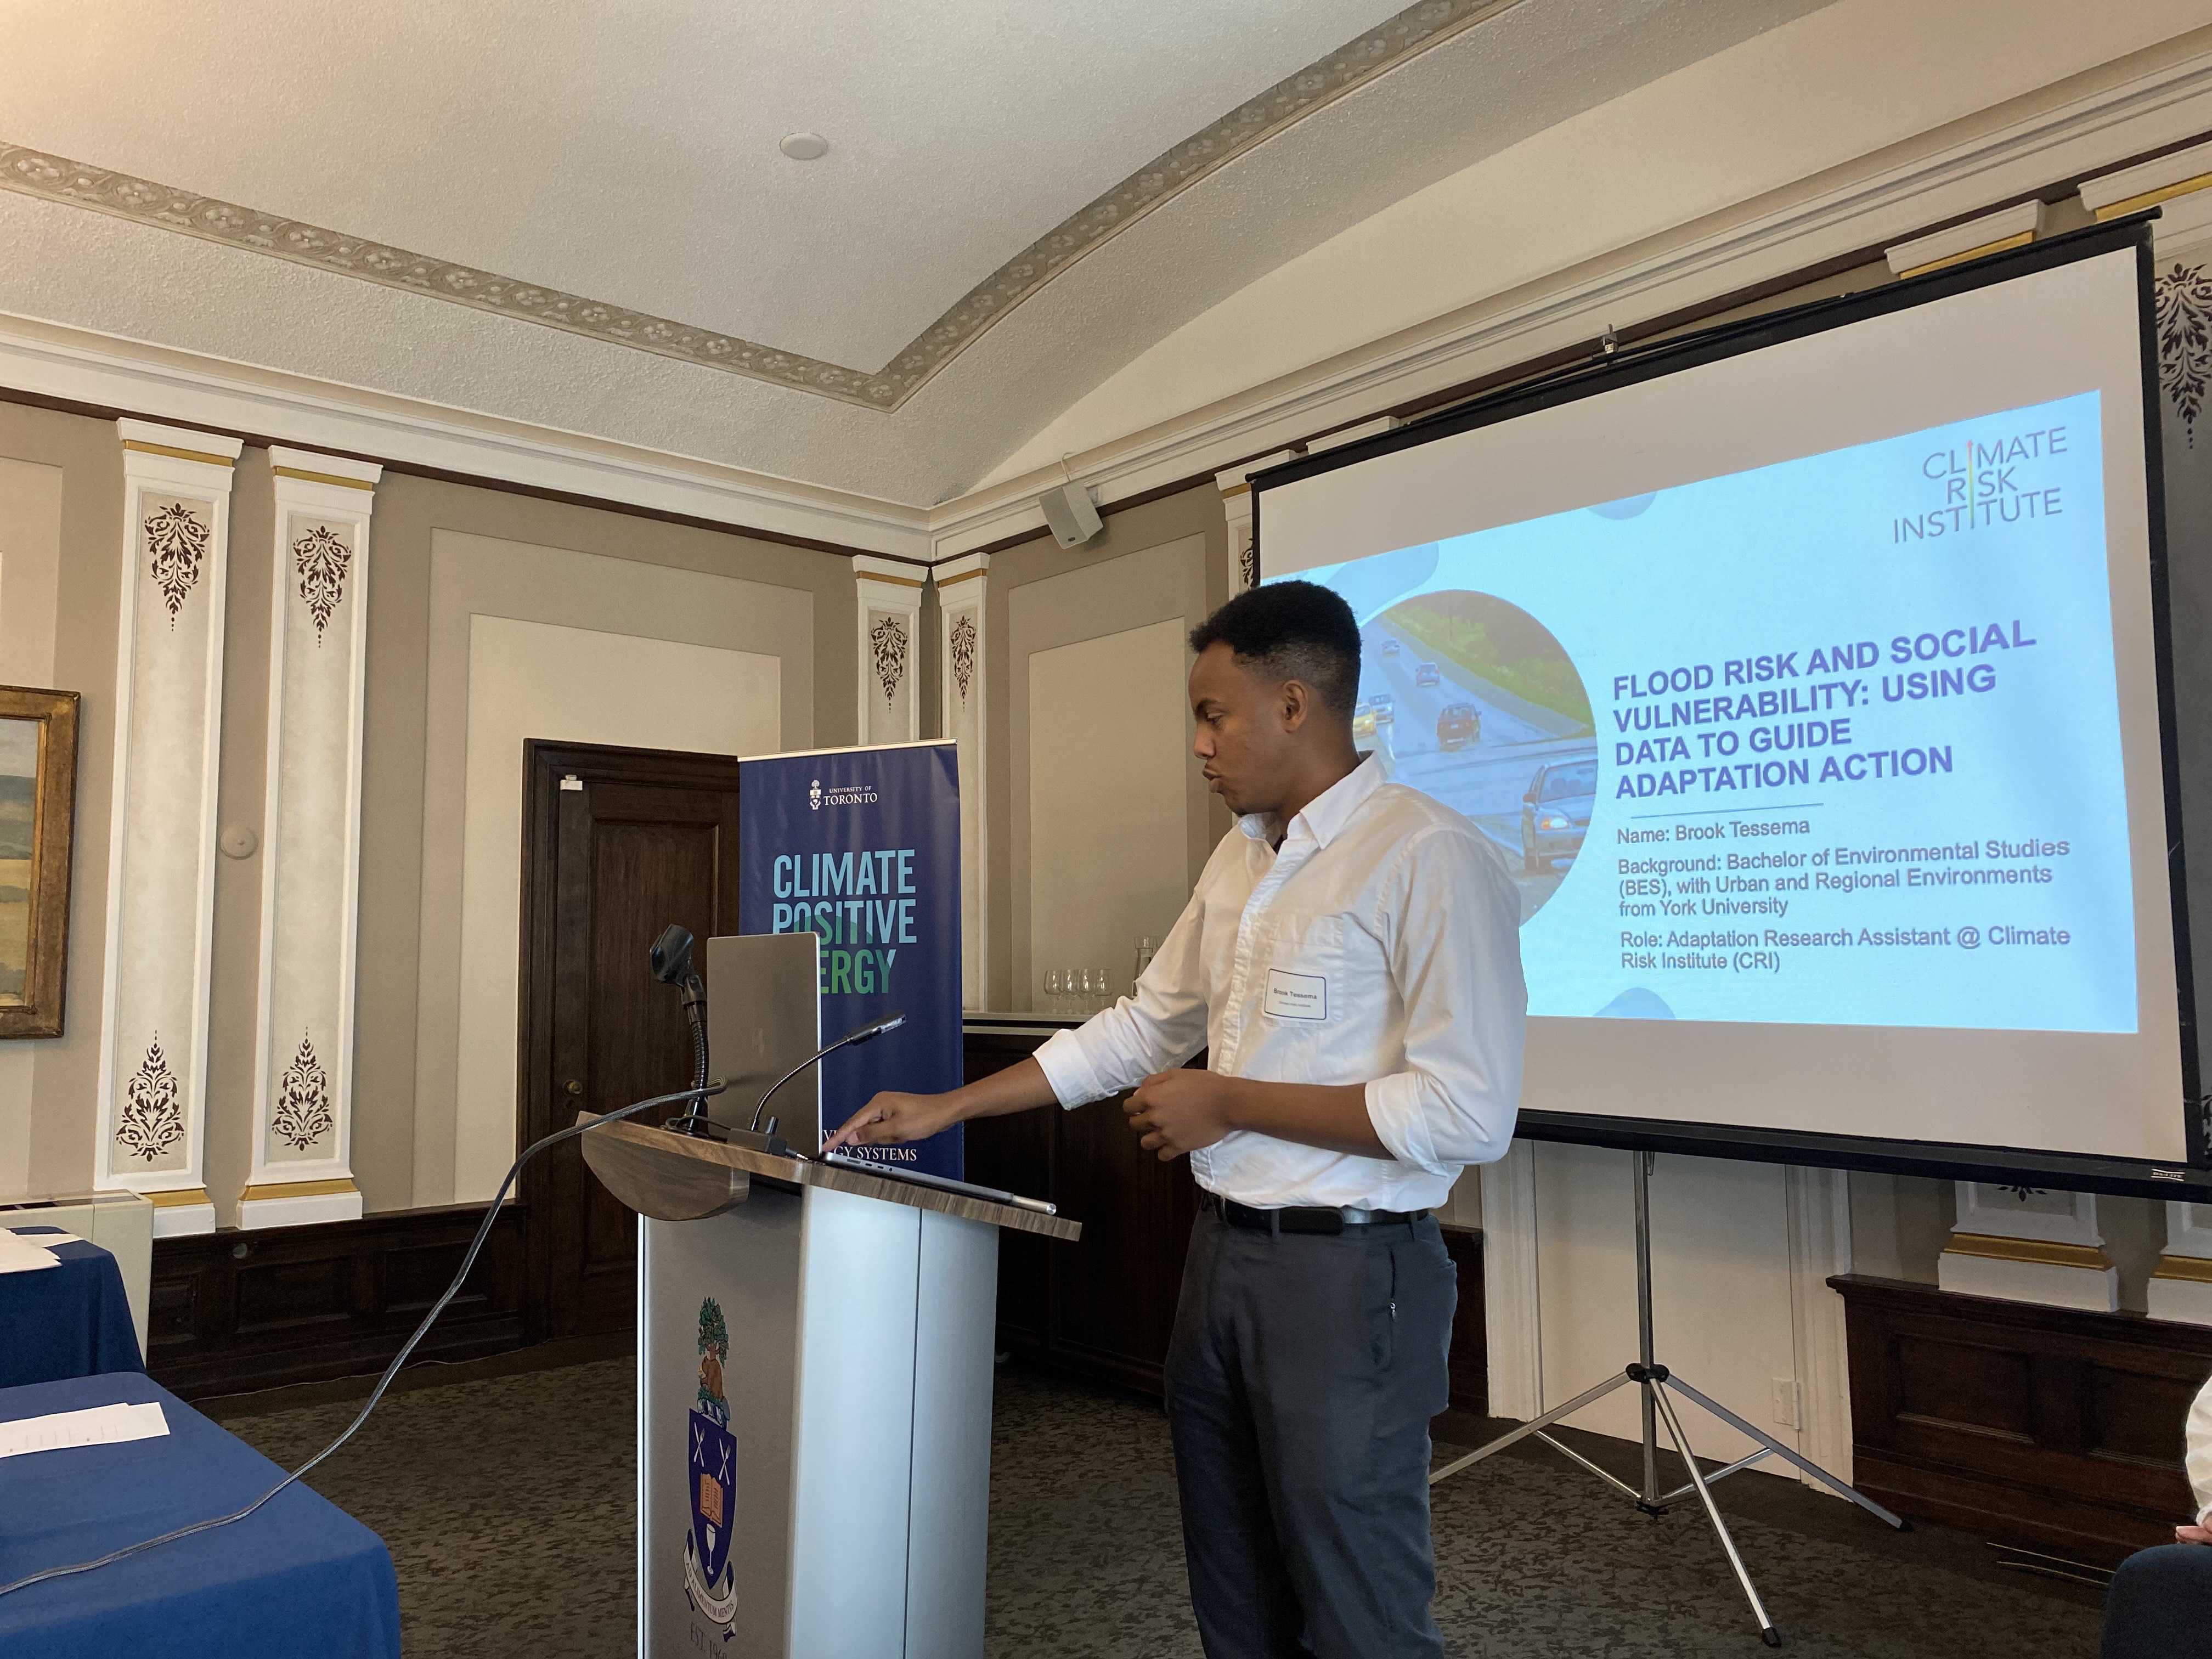 CLIMATE
RISK
INSTITUTE
FLOOD RISK AND SOCIAL
VULNERABILITY: USING
DATA TO GUIDE
ADAPTATION ACTION
Name: Brook Tessema
Background: Bachelor of Environmental Studies
(BES), with Urban and Regional Environments
from York University
Role: Adaptation Research Assistant @ Climate
Risk Institute (CRI)
UNIVERSITY OF
TORONTO
CLIMATE
POSITIVE
ERGY
GY SYSTEMS
Brook Tessema